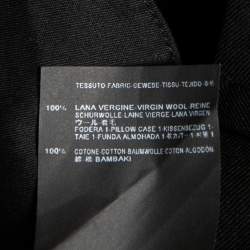 TESSUTO-FABRIC-GEWEBE-TISSU-TEJIDO
100% LANA VERGINE-VIRGIN WOOL-REINE
SCHURWOLLE-LAINE VIERGE-LANA VIRGEN
ウール
FODERA 1-PILLOW CASE 1-KISSENBEZUG 1
TAIE 1-FUNDA ALMOHADA 1
100% COTONE-COTTON-BAUMWOLLE-COTON-ALGODÓN
綿 棉 BAMBAKI